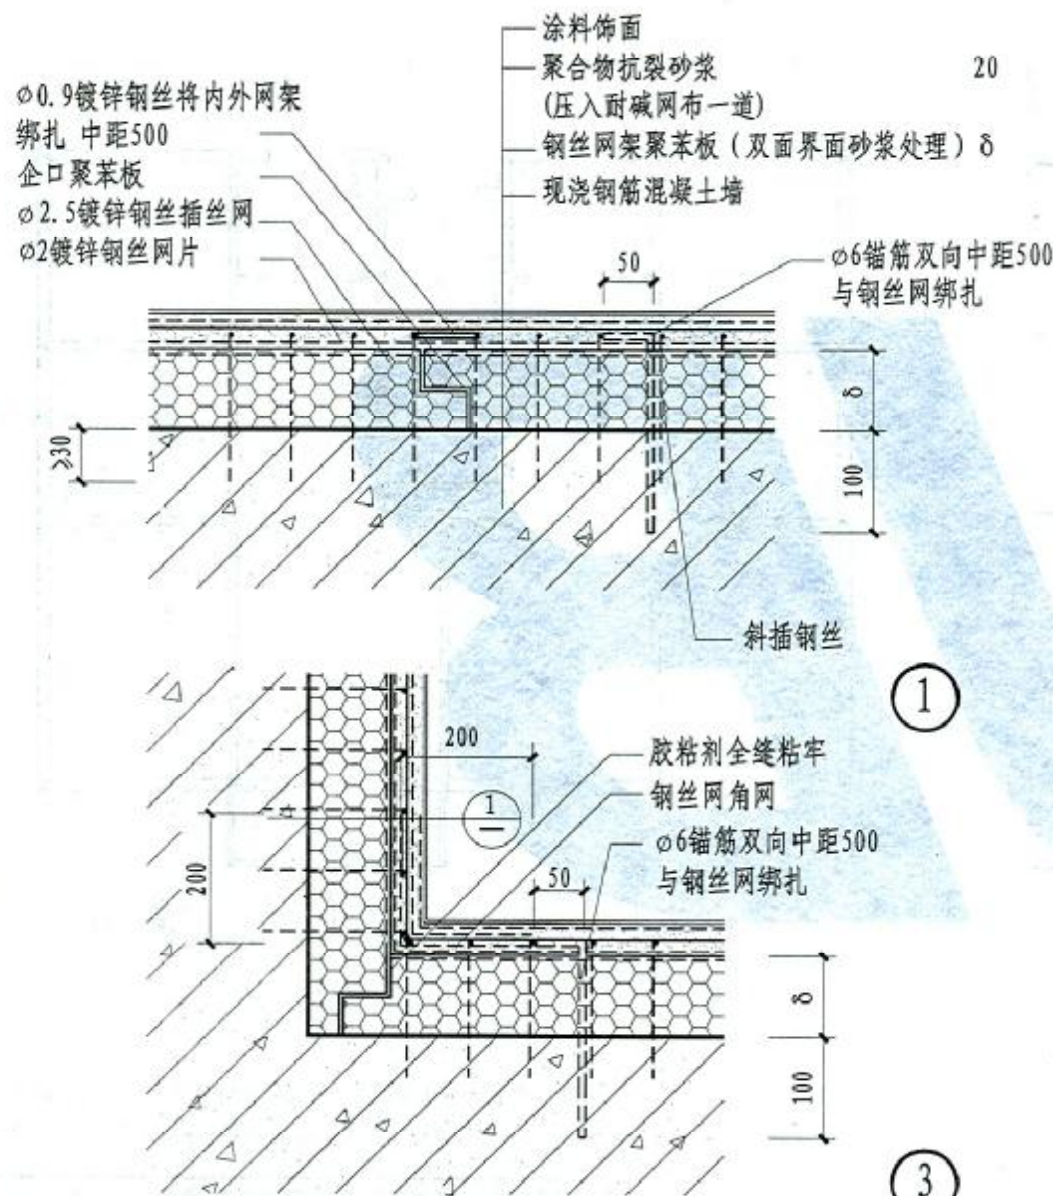 涂料饰面
聚合物抗裂砂浆
20
(压入耐碱网布一道)
钢丝网架聚苯板（双面界面砂浆处理）δ
现浇钢筋混凝土墙
ø0.9镀锌钢丝将内外网架
绑扎 中距500
企口聚苯板
ø2.5镀锌钢丝插丝网
ø2镀锌钢丝网片
50
ø6锚筋双向中距500
与钢丝网绑扎
≥30
δ
100
斜插钢丝
1
200
胶粘剂全缝粘牢
钢丝网角网
1
ø6锚筋双向中距500
与钢丝网绑扎
50
200
δ
100
3